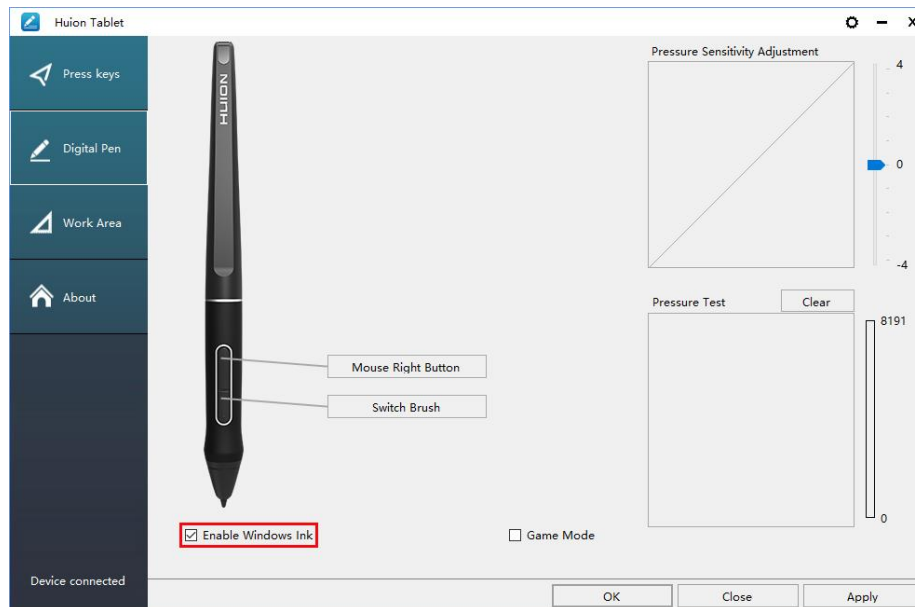 Huion Tablet
Press keys
Digital Pen
Work Area
About
Device connected
HUION
Mouse Right Button
Switch Brush
Enable Windows Ink
Game Mode
Pressure Sensitivity Adjustment
4
0
-4
Pressure Test
Clear
8191
0
OK
Close
Apply